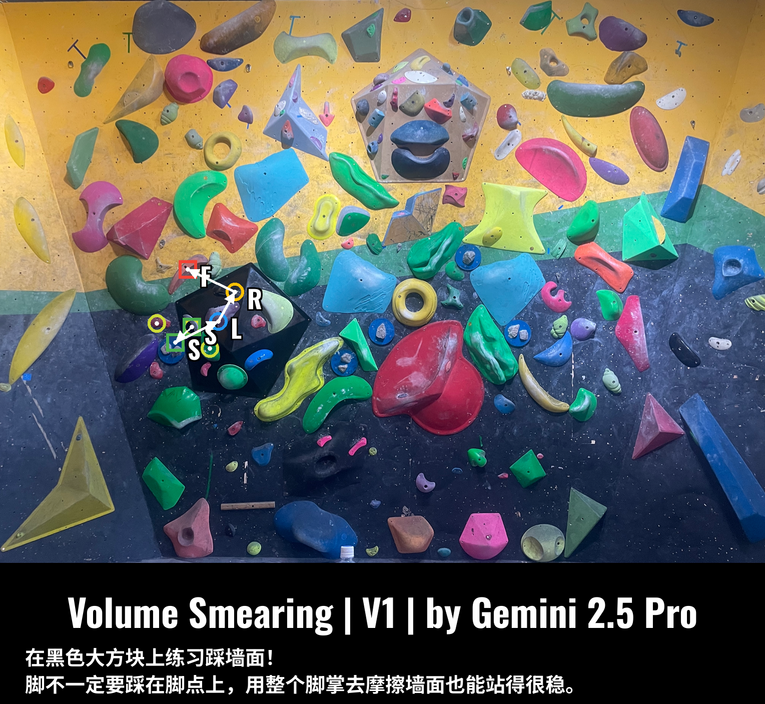 F
R
L
S
S
Volume Smearing | V1 | by Gemini 2.5 Pro
在黑色大方块上练习踩墙面！
脚不一定要踩在脚点上，用整个脚掌去摩擦墙面也能站得很稳。